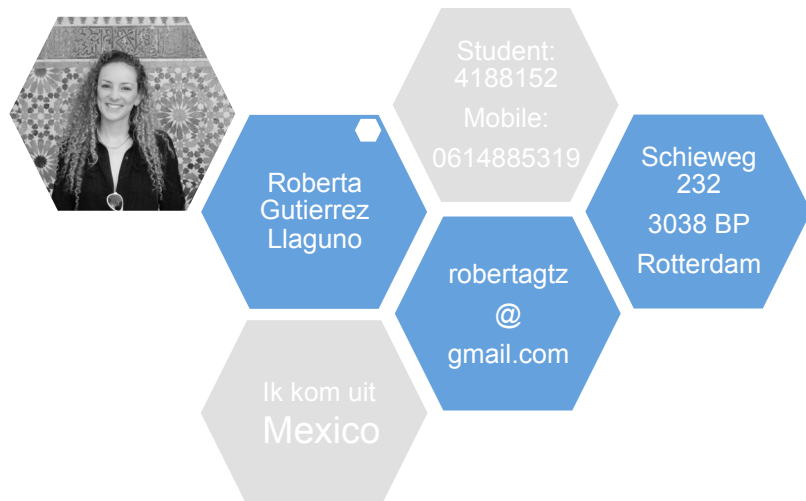 Student:
4188152
Mobile:
0614885319
Roberta
Gutierrez
Llaguno
Schieweg
232
3038 BP
Rotterdam
robertagtz
@
gmail.com
Ik kom uit
Mexico